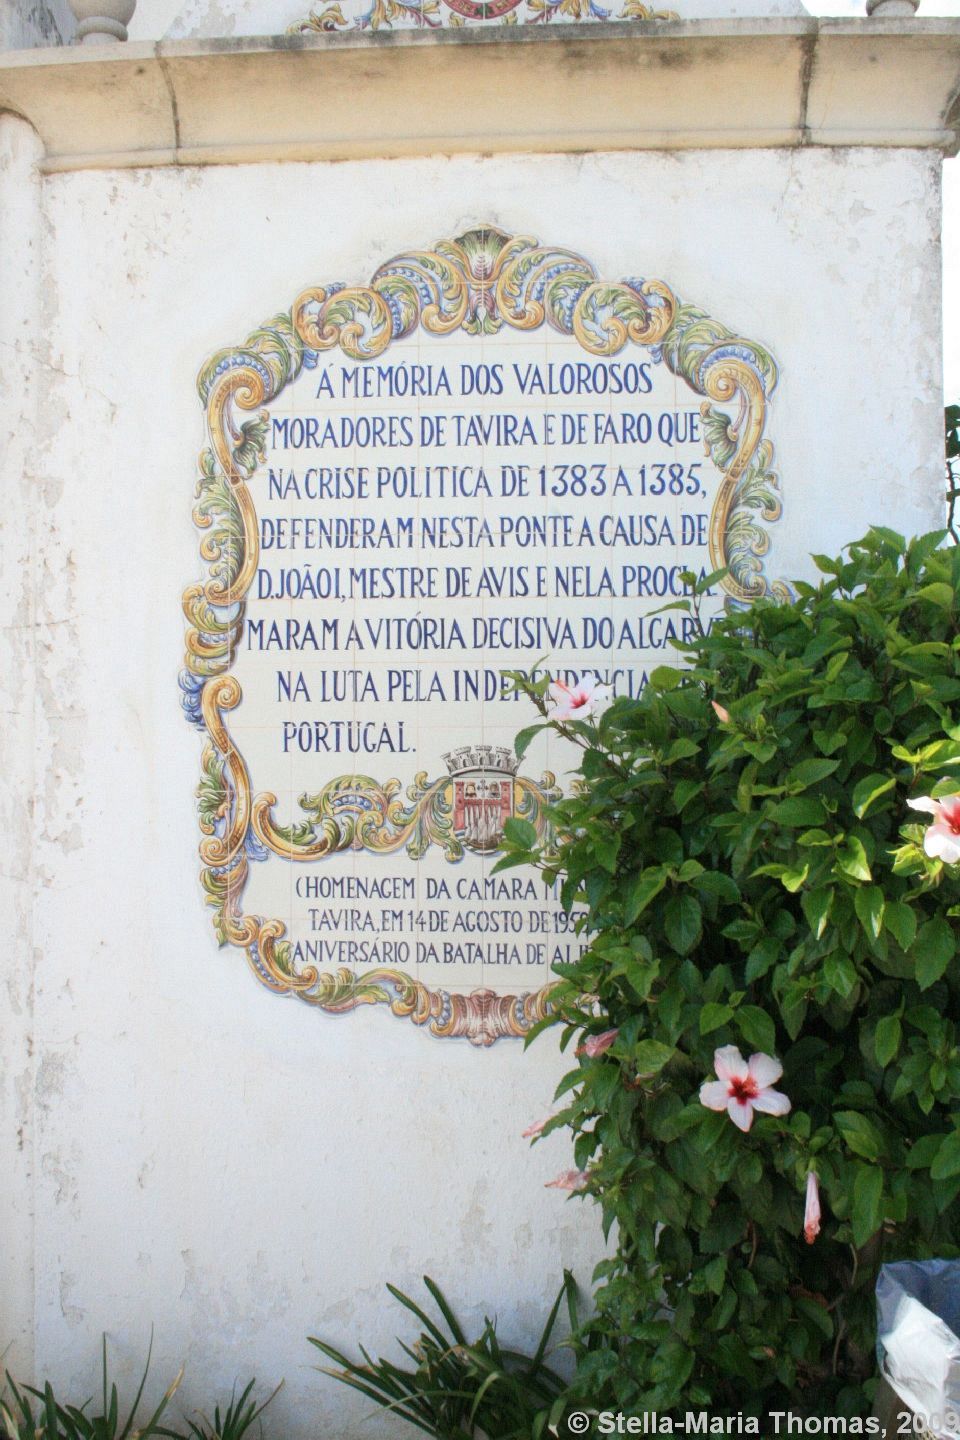 À MEMÓRIA DOS VALOROSOS
MORADORES DE TAVIRA E DE FARO QUE
NA CRISE POLITICA DE 1383 A 1385,
DEFENDERAM NESTA PONTE A CAUSA DE
D. JOÃO I, MESTRE DE AVIS E NELA PROCLA-
MARAM A VITÓRIA DECISIVA DO ALGARVE
NA LUTA PELA INDEPENDENCIA
PORTUGAL.
(HOMENAGEM DA CAMARA
TAVIRA, EM 14 DE AGOSTO DE
ANIVERSÁRIO DA BATALHA DE
© Stella-Maria Thomas, 2009